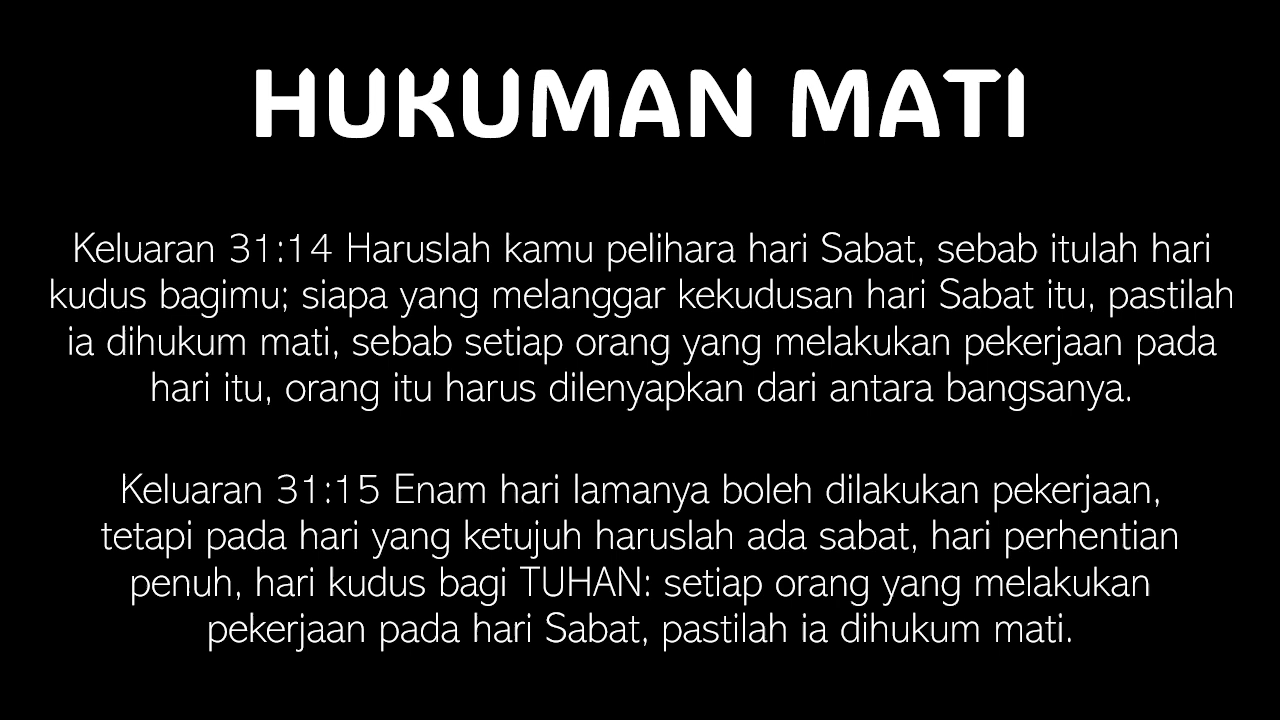 HUKUMAN MATI
Keluaran 31:14 Haruslah kamu pelihara hari Sabat, sebab itulah hari
kudus bagimu; siapa yang melanggar kekudusan hari Sabat itu, pastilah
ia dihukum mati, sebab setiap orang yang melakukan pekerjaan pada
hari itu, orang itu harus dilenyapkan dari antara bangsanya.
Keluaran 31:15 Enam hari lamanya boleh dilakukan pekerjaan,
tetapi pada hari yang ketujuh haruslah ada sabat, hari perhentian
penuh, hari kudus bagi TUHAN: setiap orang yang melakukan
pekerjaan pada hari Sabat, pastilah ia dihukum mati.